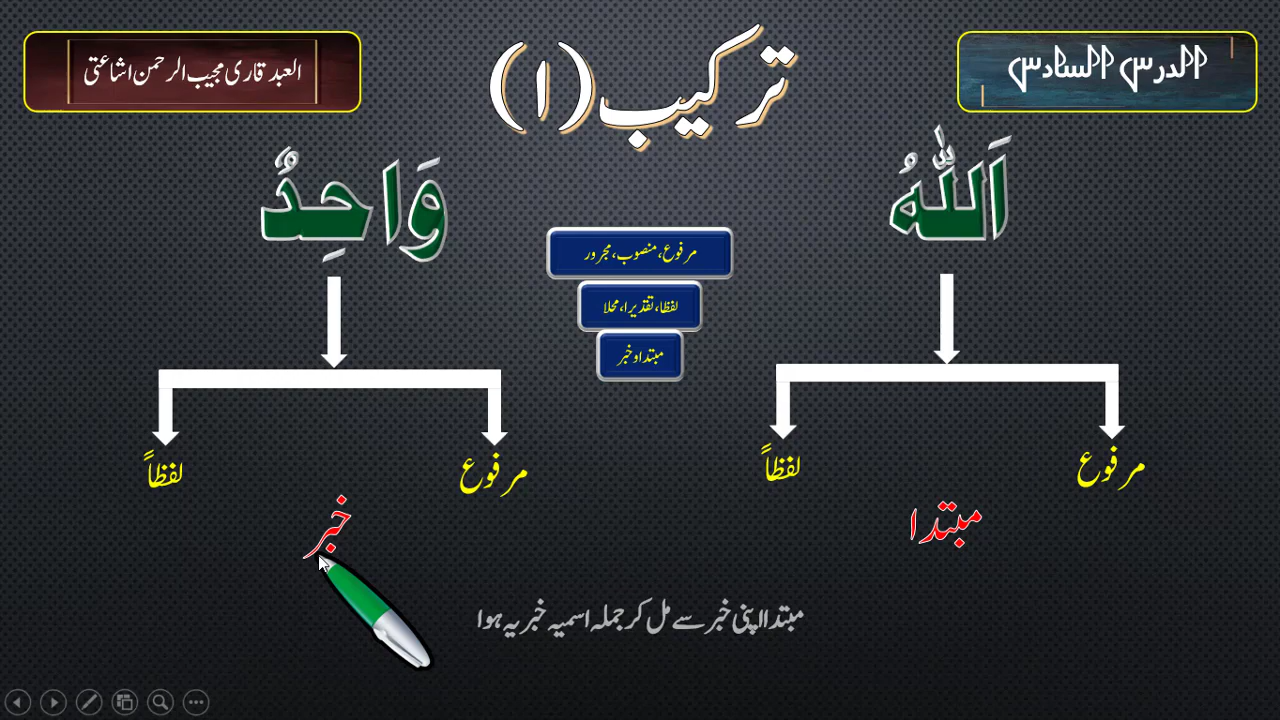 الدرس السادس
ترکیب (۱)
العبد قاری مجیب الرحمن اشاعتی
اَللّٰهُ
وَاحِدٌ
مرفوع، منصوب، مجرور
لفظا، تقدیرا، محلا
مبتدا و خبر
مرفوع
لفظاً
مبتدا
مرفوع
لفظاً
خبر
مبتدا اپنی خبر سے مل کر جملہ اسمیہ خبریہ ہوا